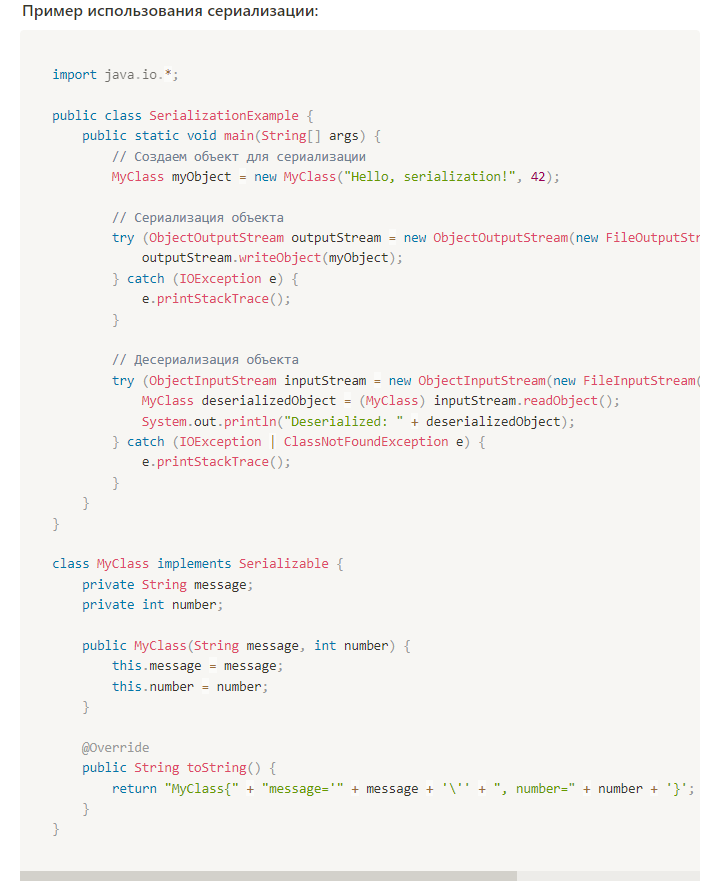 Пример использования сериализации:
import java.io.*;
public class SerializationExample {
    public static void main(String[] args) {
        // Создаем объект для сериализации
        MyClass myObject = new MyClass("Hello, serialization!", 42);
        // Сериализация объекта
        try (ObjectOutputStream outputStream = new ObjectOutputStream(new FileOutputStr
            outputStream.writeObject(myObject);
        } catch (IOException e) {
            e.printStackTrace();
        }
        // Десериализация объекта
        try (ObjectInputStream inputStream = new ObjectInputStream(new FileInputStream(
            MyClass deserializedObject = (MyClass) inputStream.readObject();
            System.out.println("Deserialized: " + deserializedObject);
        } catch (IOException | ClassNotFoundException e) {
            e.printStackTrace();
        }
    }
}
class MyClass implements Serializable {
    private String message;
    private int number;
    public MyClass(String message, int number) {
        this.message = message;
        this.number = number;
    }
    @Override
    public String toString() {
        return "MyClass{" + "message='" + message + '\'' + ", number=" + number + '}';
    }
}